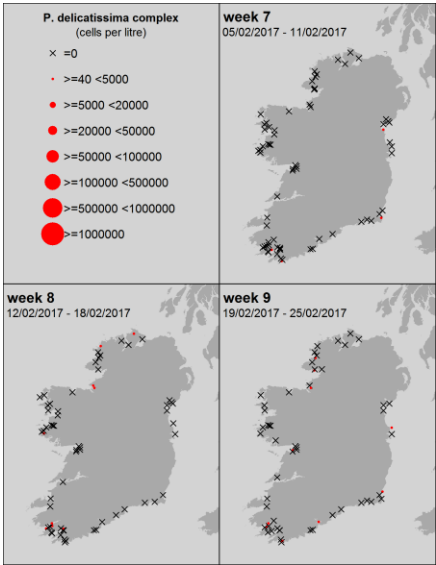 P. delicatissima complex
(cells per litre)
=0
>=40 <5000
>=5000 <20000
>=20000 <50000
>=50000 <100000
>=100000 <500000
>=500000 <1000000
>=1000000
week 7
05/02/2017 - 11/02/2017
week 8
12/02/2017 - 18/02/2017
week 9
19/02/2017 - 25/02/2017